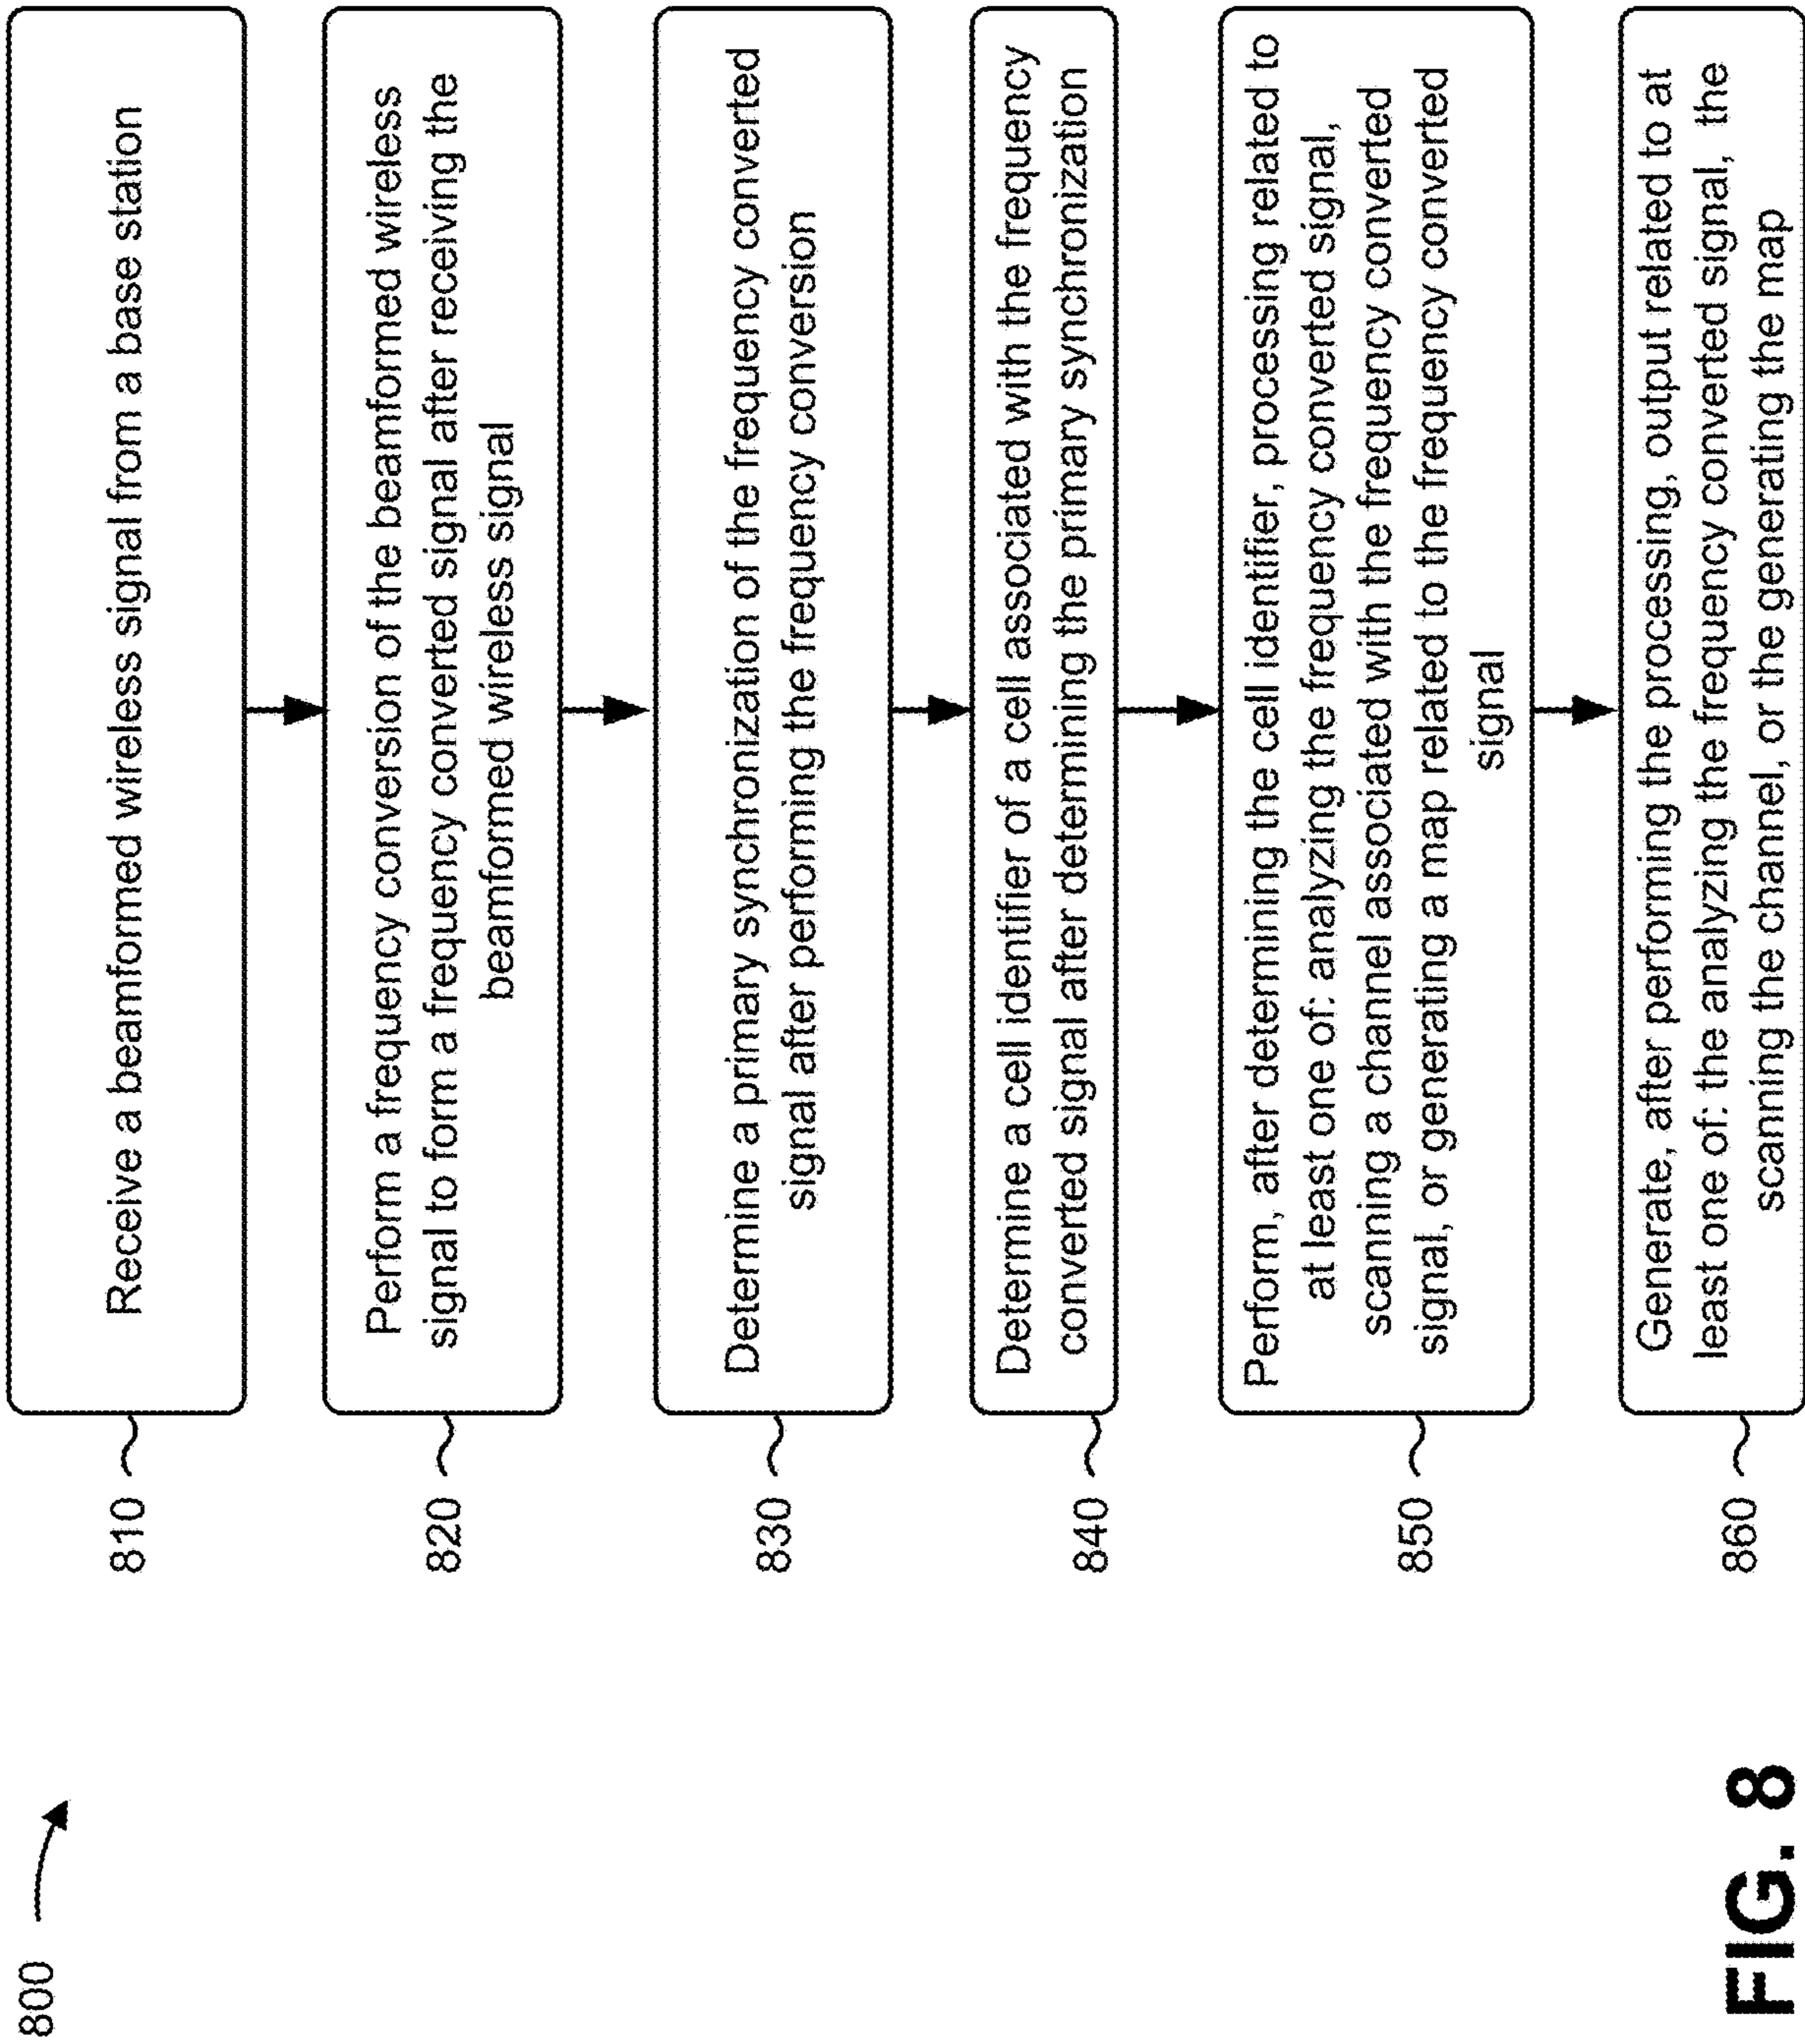 800
810
Receive a beamformed wireless signal from a base station
820
Perform a frequency conversion of the beamformed wireless
signal to form a frequency converted signal after receiving the
beamformed wireless signal
830
Determine a primary synchronization of the frequency converted
signal after performing the frequency conversion
840
Determine a cell identifier of a cell associated with the frequency
converted signal after determining the primary synchronization
850
Perform, after determining the cell identifier, processing related to
at least one of: analyzing the frequency converted signal,
scanning a channel associated with the frequency converted
signal, or generating a map related to the frequency converted
signal
860
Generate, after performing the processing, output related to at
least one of: the analyzing the frequency converted signal, the
scanning the channel, or the generating the map
FIG. 8